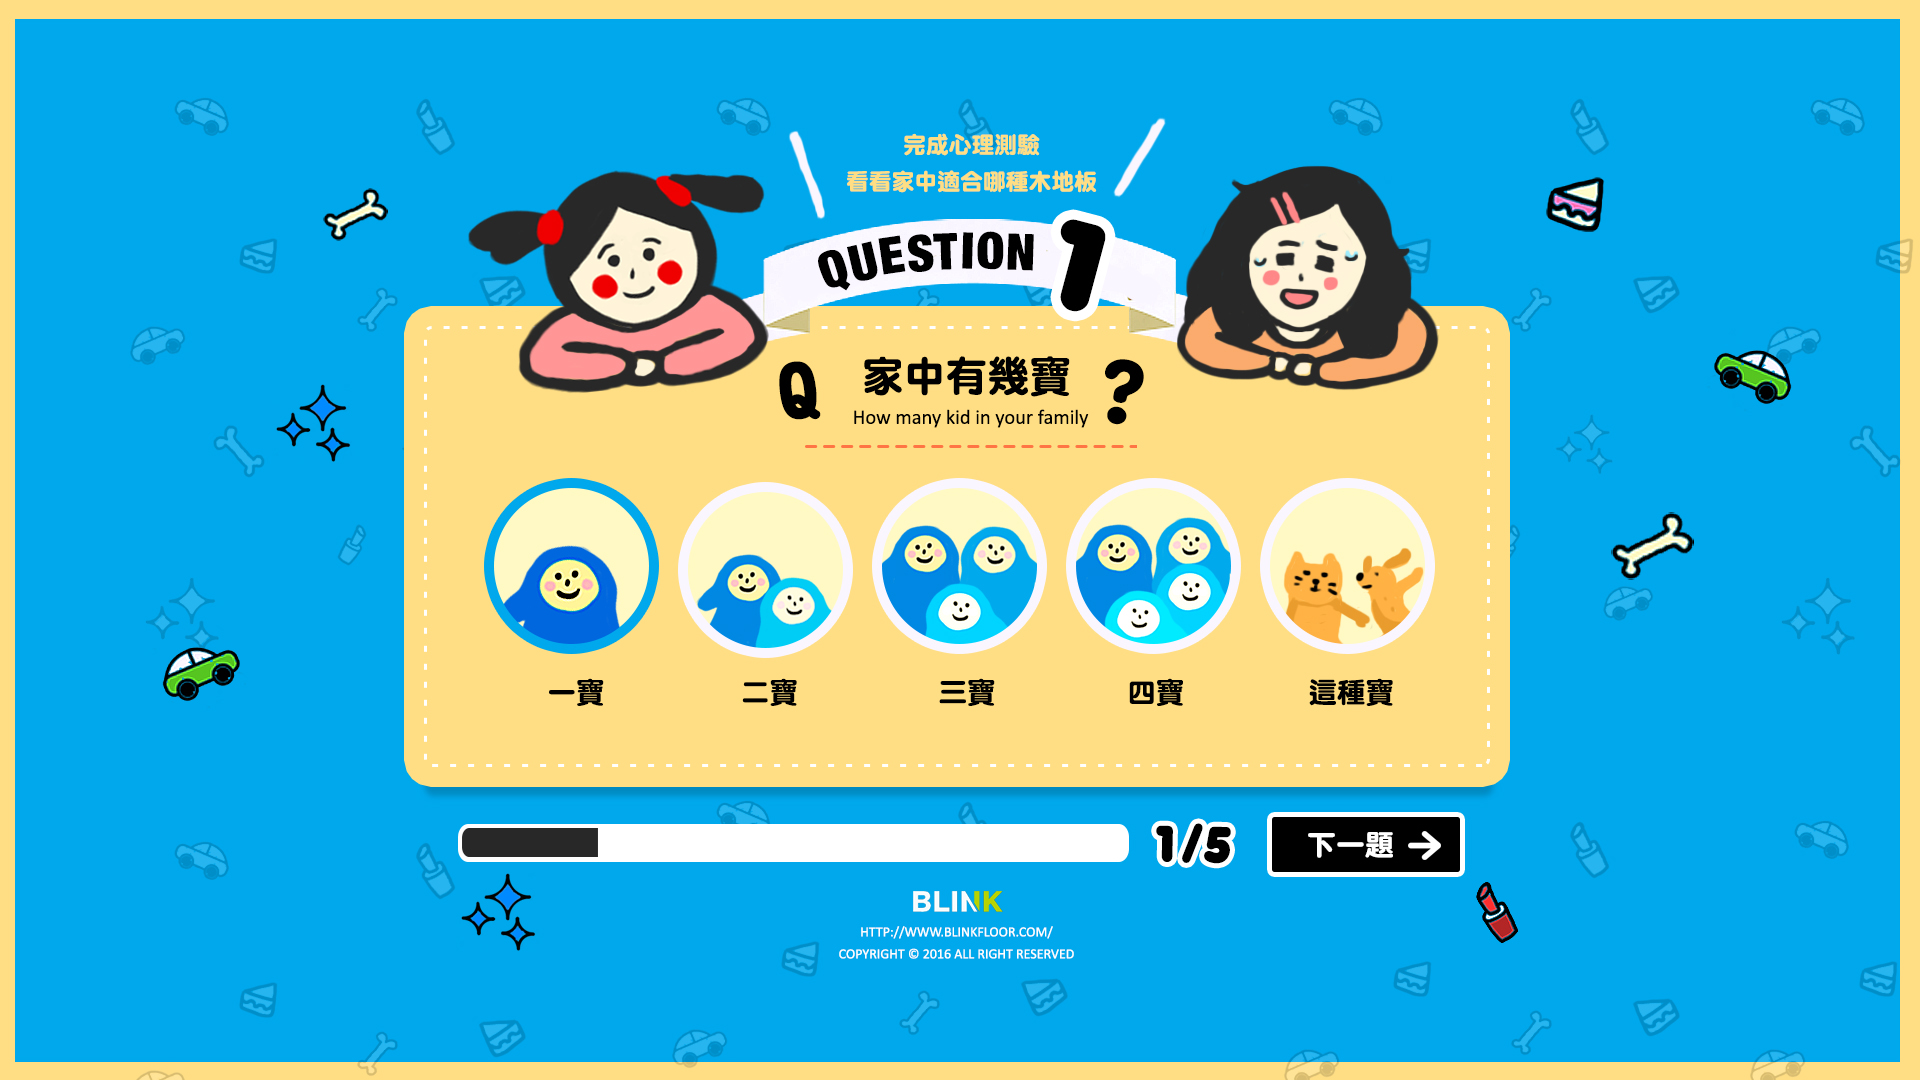 完成心理測驗
看看家中適合哪種木地板
QUESTION 1
Q 家中有幾寶 ?
How many kid in your family
一寶
二寶
三寶
四寶
這種寶
1/5
下一題
BLINK
HTTP://WWW.BLINKFLOOR.COM/
COPYRIGHT © 2016 ALL RIGHT RESERVED